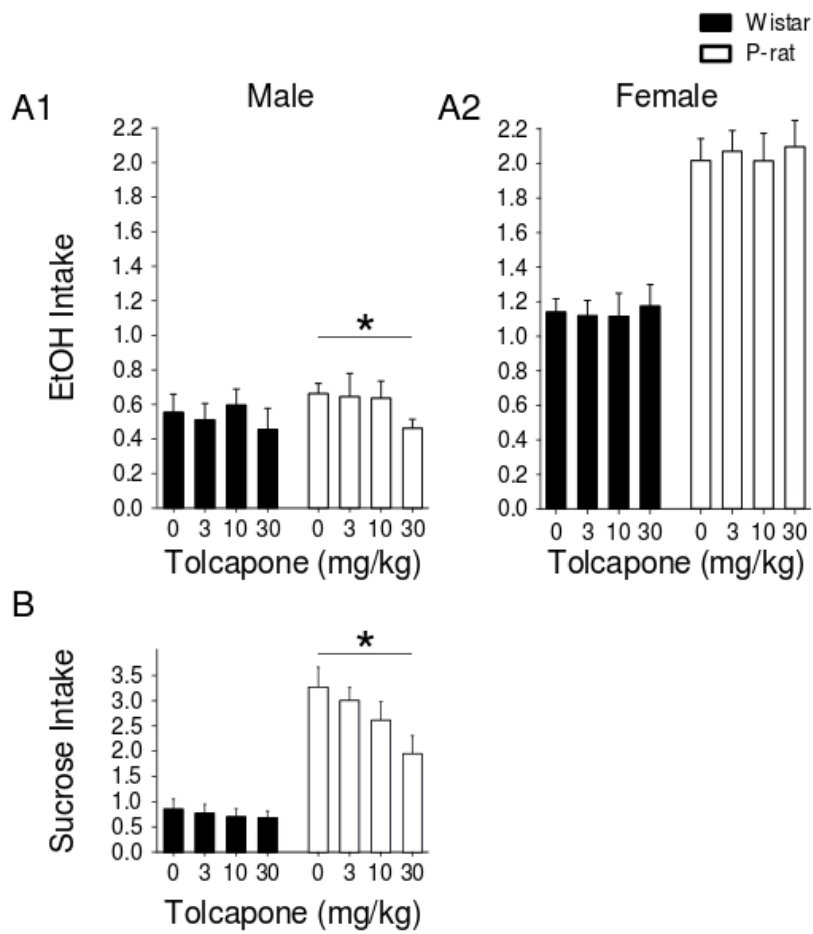 Wistar
P-rat
A1
Male
EtOH Intake
2.2
2.0
1.8
1.6
1.4
1.2
1.0
0.8
0.6
0.4
0.2
0.0
*
0 3 10 30 0 3 10 30
Tolcapone (mg/kg)
A2
Female
2.2
2.0
1.8
1.6
1.4
1.2
1.0
0.8
0.6
0.4
0.2
0.0
0 3 10 30 0 3 10 30
Tolcapone (mg/kg)
B
Sucrose Intake
3.5
3.0
2.5
2.0
1.5
1.0
0.5
0.0
*
0 3 10 30 0 3 10 30
Tolcapone (mg/kg)